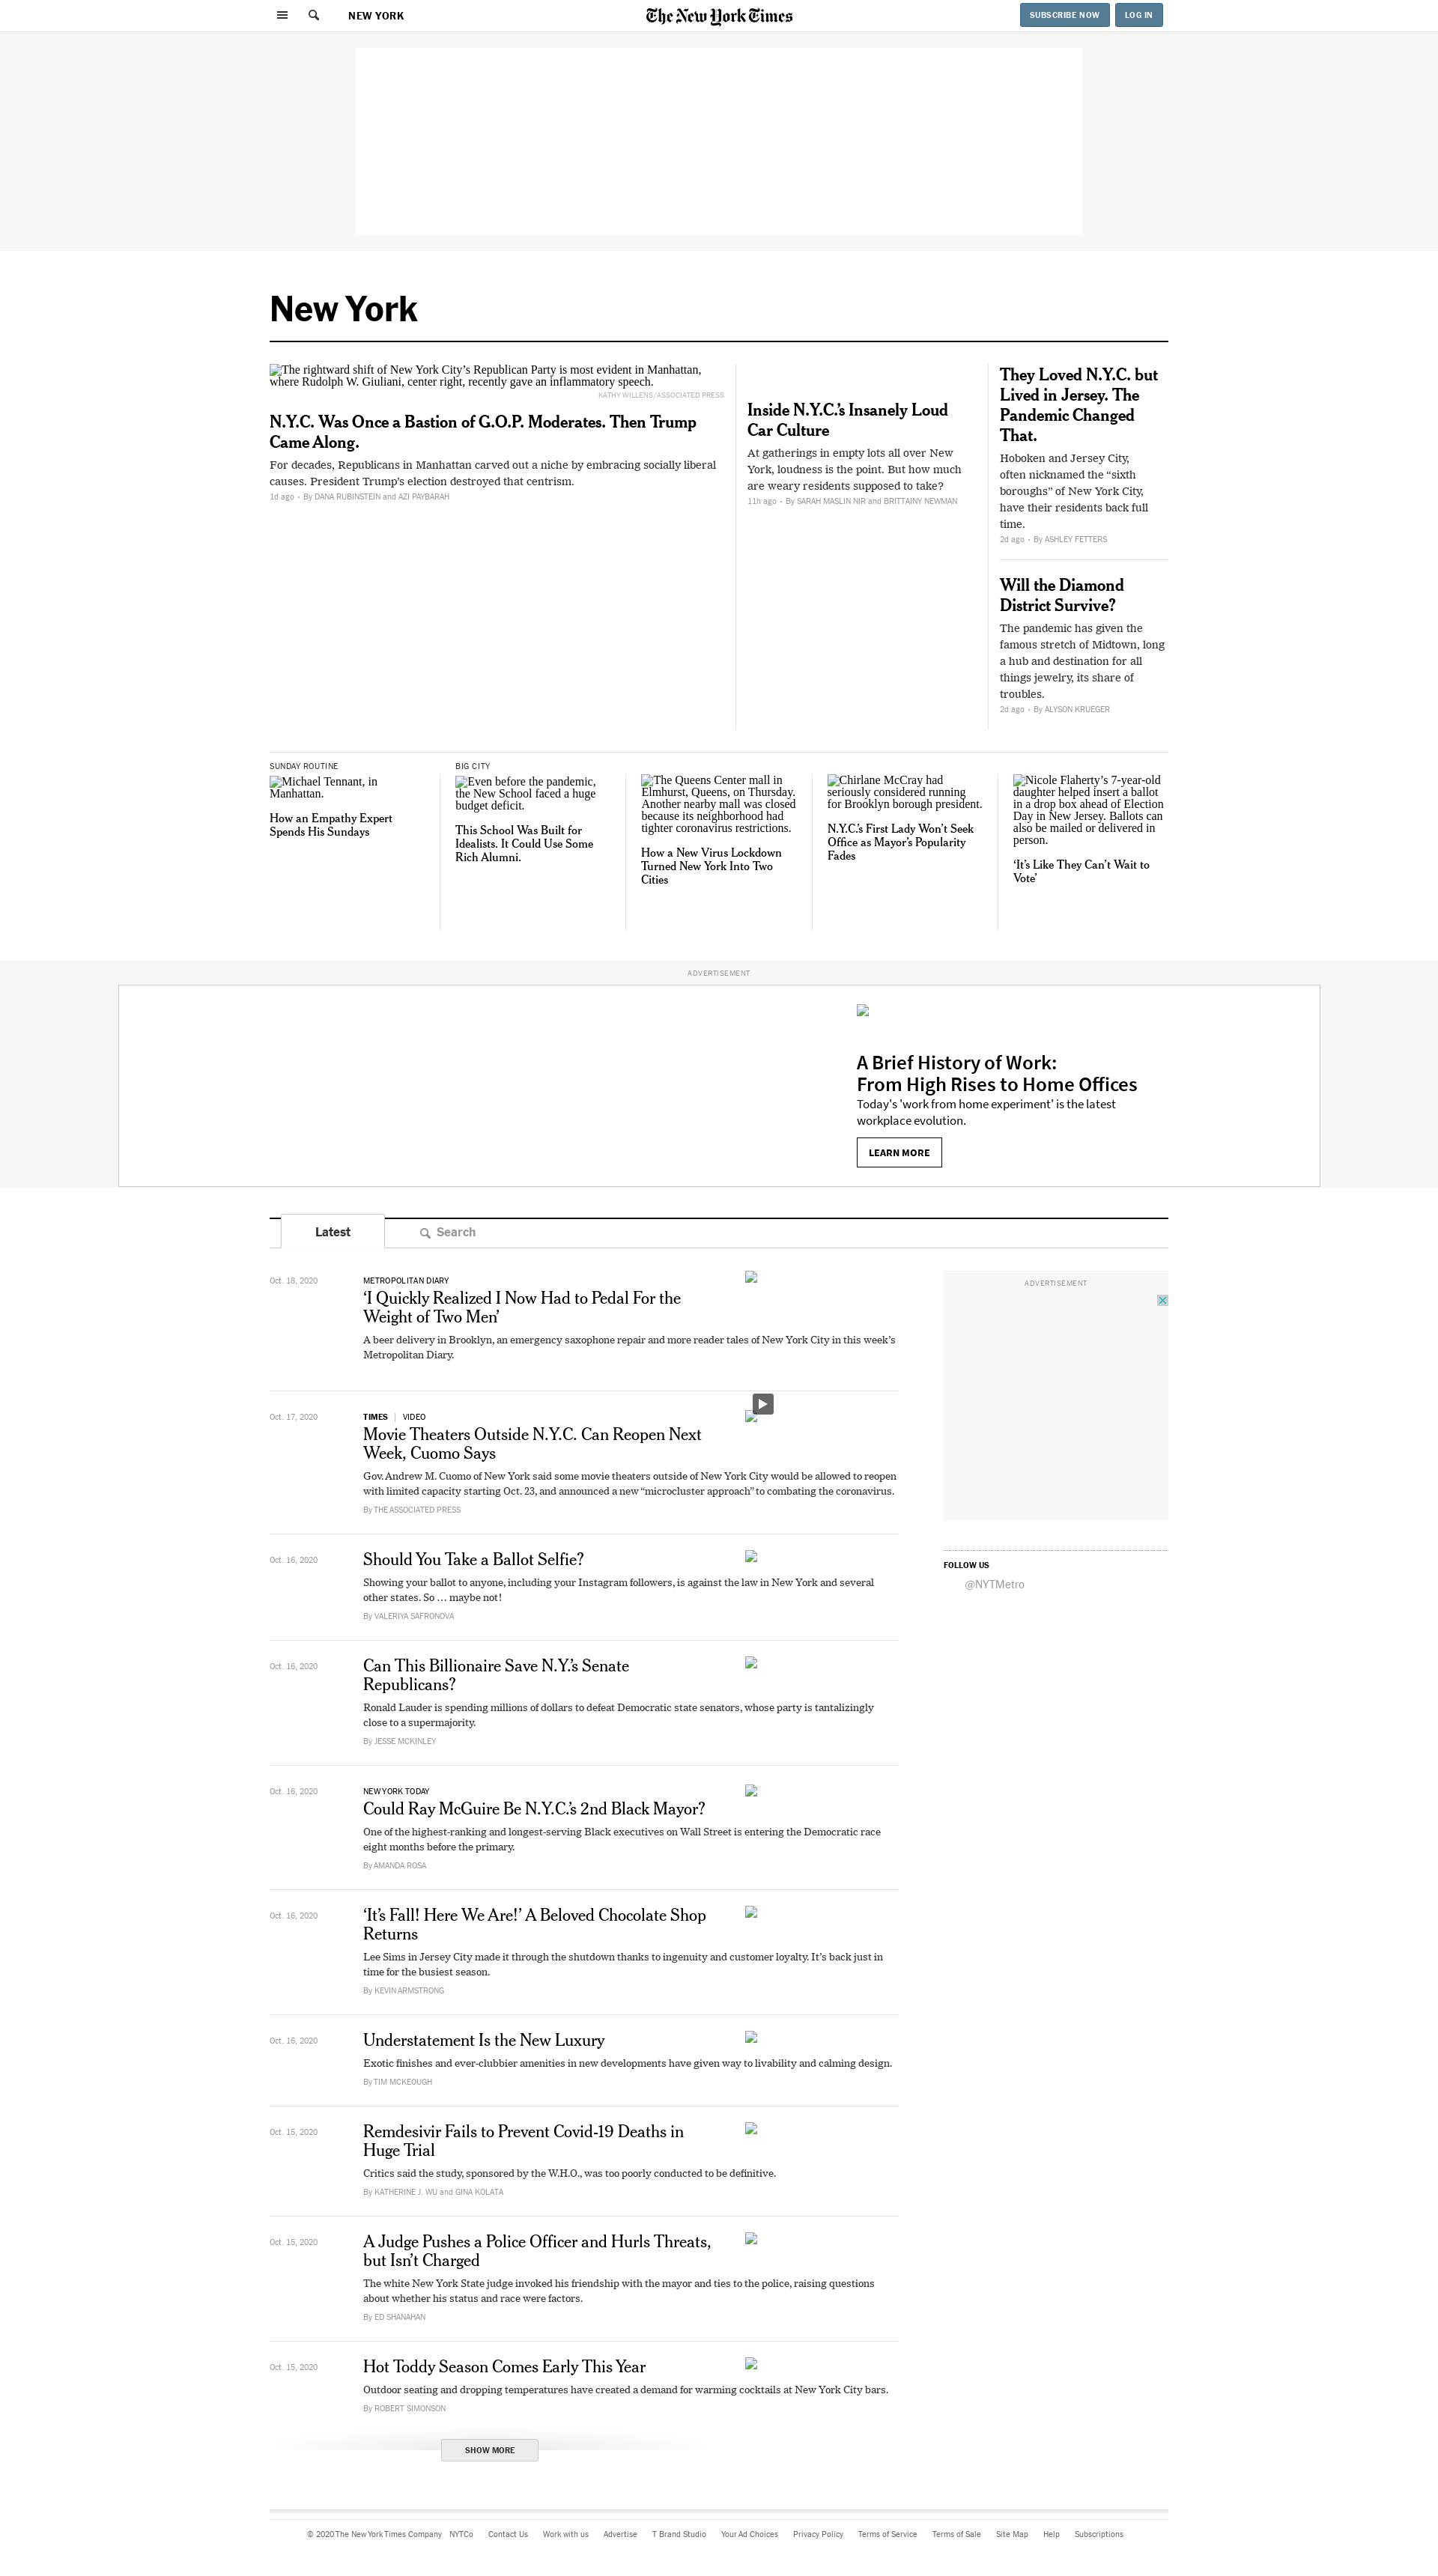 NEW YORK
The New York Times
SUBSCRIBE NOW
LOG IN
New York
The rightward shift of New York City’s Republican Party is most evident in Manhattan,
where Rudolph W. Giuliani, center right, recently gave an inflammatory speech.
KATHY WILLENS/ASSOCIATED PRESS
N.Y.C. Was Once a Bastion of G.O.P. Moderates. Then Trump
Came Along.
For decades, Republicans in Manhattan carved out a niche by embracing socially liberal
causes. President Trump’s election destroyed that centrism.
1d ago • By DANA RUBINSTEIN and AZI PAYBARAH
Inside N.Y.C.’s Insanely Loud
Car Culture
At gatherings in empty lots all over New
York, loudness is the point. But how much
are weary residents supposed to take?
11h ago • By SARAH MASLIN NIR and BRITTAINY NEWMAN
They Loved N.Y.C. but
Lived in Jersey. The
Pandemic Changed
That.
Hoboken and Jersey City,
often nicknamed the “sixth
boroughs” of New York City,
have their residents back full
time.
2d ago • By ASHLEY FETTERS
Will the Diamond
District Survive?
The pandemic has given the
famous stretch of Midtown, long
a hub and destination for all
things jewelry, its share of
troubles.
2d ago • By ALYSON KRUEGER
SUNDAY ROUTINE
Michael Tennant, in
Manhattan.
How an Empathy Expert
Spends His Sundays
BIG CITY
Even before the pandemic,
the New School faced a huge
budget deficit.
This School Was Built for
Idealists. It Could Use Some
Rich Alumni.
The Queens Center mall in
Elmhurst, Queens, on Thursday.
Another nearby mall was closed
because its neighborhood had
tighter coronavirus restrictions.
How a New Virus Lockdown
Turned New York Into Two
Cities
Chirlane McCray had
seriously considered running
for Brooklyn borough president.
N.Y.C.’s First Lady Won’t Seek
Office as Mayor’s Popularity
Fades
Nicole Flaherty’s 7-year-old
daughter helped insert a ballot
in a drop box ahead of Election
Day in New Jersey. Ballots can
also be mailed or delivered in
person.
‘It’s Like They Can’t Wait to
Vote’
ADVERTISEMENT
A Brief History of Work:
From High Rises to Home Offices
Today's 'work from home experiment' is the latest
workplace evolution.
LEARN MORE
Latest
Search
Oct. 18, 2020
METROPOLITAN DIARY
‘I Quickly Realized I Now Had to Pedal For the
Weight of Two Men’
A beer delivery in Brooklyn, an emergency saxophone repair and more reader tales of New York City in this week’s
Metropolitan Diary.
Oct. 17, 2020
TIMES | VIDEO
Movie Theaters Outside N.Y.C. Can Reopen Next
Week, Cuomo Says
Gov. Andrew M. Cuomo of New York said some movie theaters outside of New York City would be allowed to reopen
with limited capacity starting Oct. 23, and announced a new “microcluster approach” to combating the coronavirus.
By THE ASSOCIATED PRESS
Oct. 16, 2020
Should You Take a Ballot Selfie?
Showing your ballot to anyone, including your Instagram followers, is against the law in New York and several
other states. So … maybe not!
By VALERIYA SAFRONOVA
Oct. 16, 2020
Can This Billionaire Save N.Y.’s Senate
Republicans?
Ronald Lauder is spending millions of dollars to defeat Democratic state senators, whose party is tantalizingly
close to a supermajority.
By JESSE MCKINLEY
Oct. 16, 2020
NEW YORK TODAY
Could Ray McGuire Be N.Y.C.’s 2nd Black Mayor?
One of the highest-ranking and longest-serving Black executives on Wall Street is entering the Democratic race
eight months before the primary.
By AMANDA ROSA
Oct. 16, 2020
‘It’s Fall! Here We Are!’ A Beloved Chocolate Shop
Returns
Lee Sims in Jersey City made it through the shutdown thanks to ingenuity and customer loyalty. It’s back just in
time for the busiest season.
By KEVIN ARMSTRONG
Oct. 16, 2020
Understatement Is the New Luxury
Exotic finishes and ever-clubbier amenities in new developments have given way to livability and calming design.
By TIM MCKEOUGH
Oct. 15, 2020
Remdesivir Fails to Prevent Covid-19 Deaths in
Huge Trial
Critics said the study, sponsored by the W.H.O., was too poorly conducted to be definitive.
By KATHERINE J. WU and GINA KOLATA
Oct. 15, 2020
A Judge Pushes a Police Officer and Hurls Threats,
but Isn’t Charged
The white New York State judge invoked his friendship with the mayor and ties to the police, raising questions
about whether his status and race were factors.
By ED SHANAHAN
Oct. 15, 2020
Hot Toddy Season Comes Early This Year
Outdoor seating and dropping temperatures have created a demand for warming cocktails at New York City bars.
By ROBERT SIMONSON
SHOW MORE
ADVERTISEMENT
FOLLOW US
@NYTMetro
© 2020 The New York Times Company NYTCo Contact Us Work with us Advertise T Brand Studio Your Ad Choices Privacy Policy Terms of Service Terms of Sale Site Map Help Subscriptions